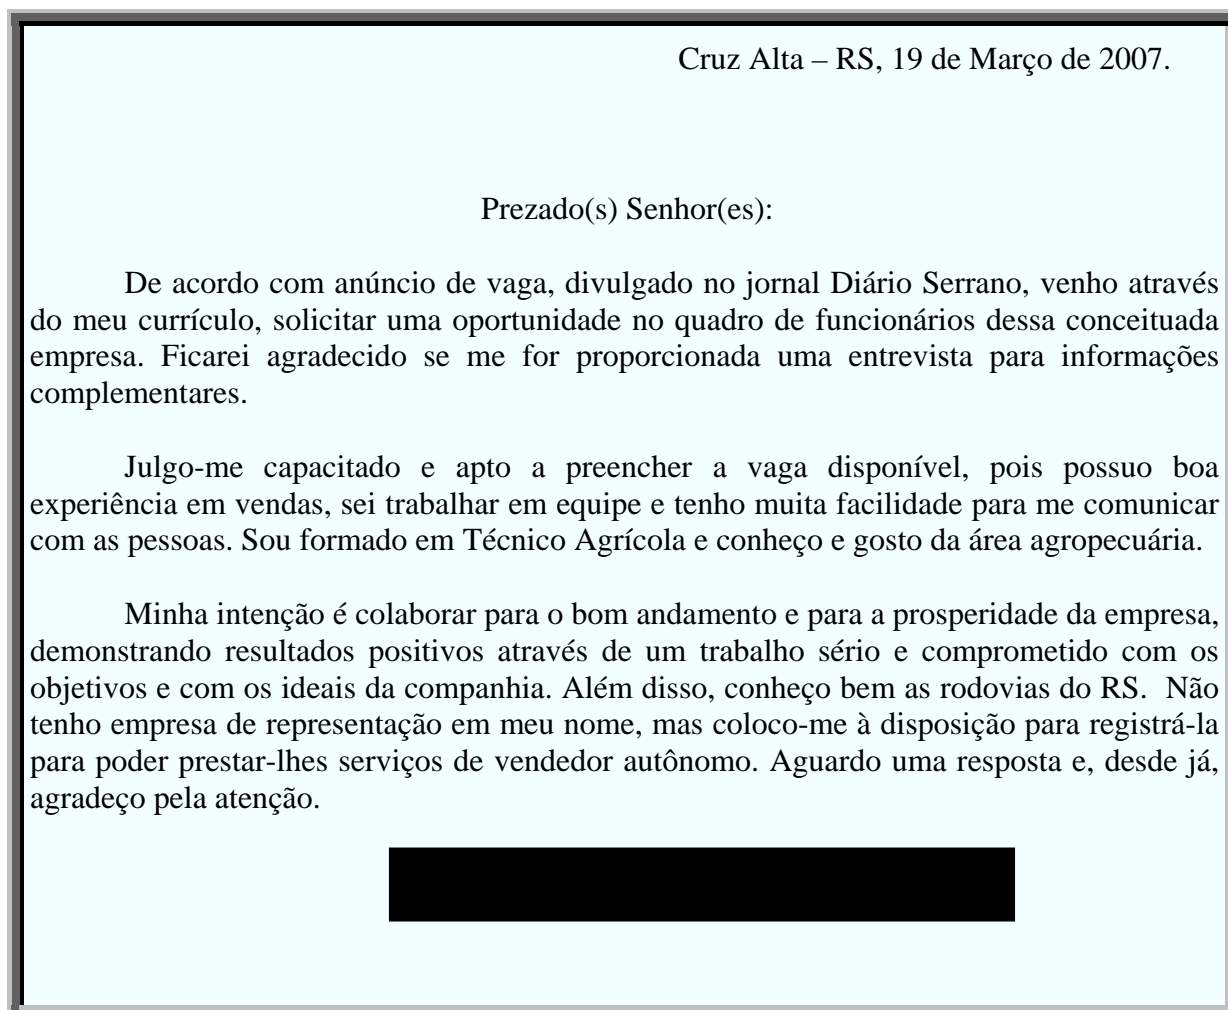 Cruz Alta – RS, 19 de Março de 2007.
Prezado(s) Senhor(es):
De acordo com anúncio de vaga, divulgado no jornal Diário Serrano, venho através
do meu currículo, solicitar uma oportunidade no quadro de funcionários dessa conceituada
empresa. Ficarei agradecido se me for proporcionada uma entrevista para informações
complementares.
Julgo-me capacitado e apto a preencher a vaga disponível, pois possuo boa
experiência em vendas, sei trabalhar em equipe e tenho muita facilidade para me comunicar
com as pessoas. Sou formado em Técnico Agrícola e conheço e gosto da área agropecuária.
Minha intenção é colaborar para o bom andamento e para a prosperidade da empresa,
demonstrando resultados positivos através de um trabalho sério e comprometido com os
objetivos e com os ideais da companhia. Além disso, conheço bem as rodovias do RS.  Não
tenho empresa de representação em meu nome, mas coloco-me à disposição para registrá-la
para poder prestar-lhes serviços de vendedor autônomo. Aguardo uma resposta e, desde já,
agradeço pela atenção.